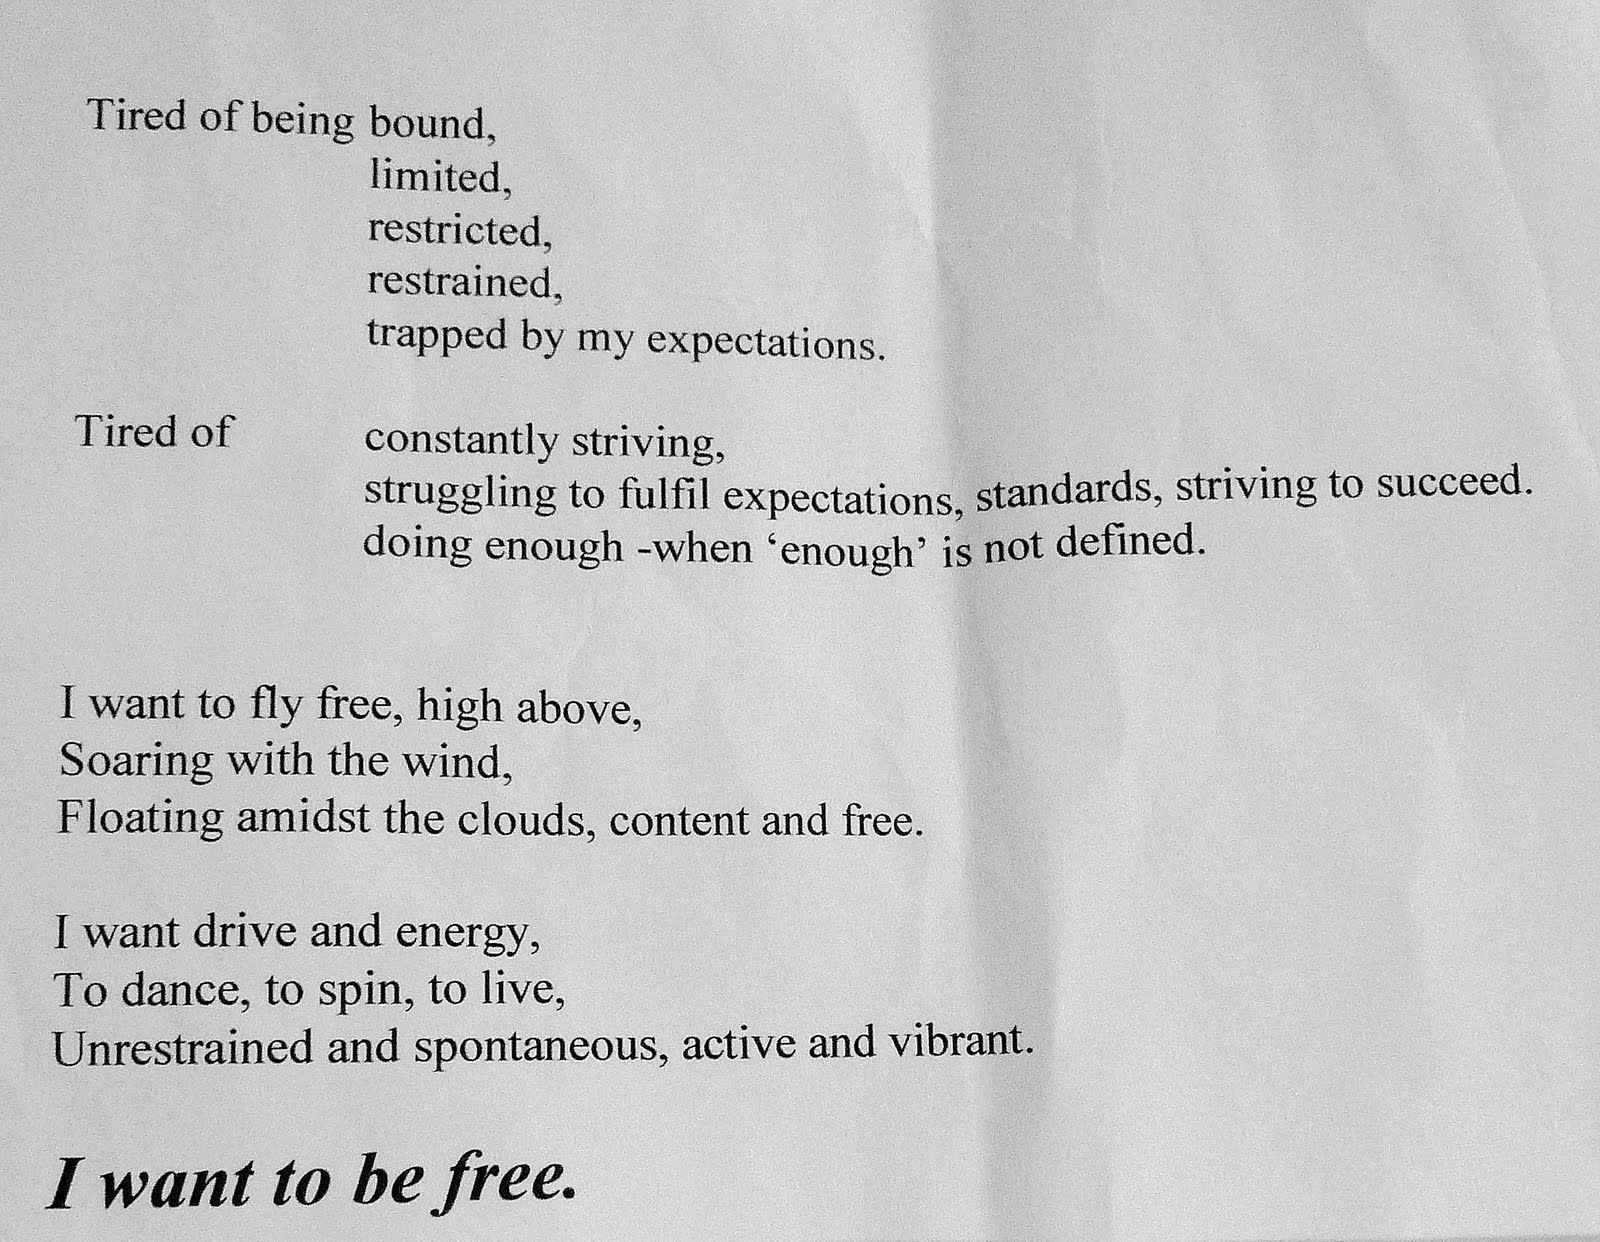 Tired of being bound,
limited,
restricted,
restrained,
trapped by my expectations.
Tired of constantly striving,
struggling to fulfil expectations, standards, striving to succeed.
doing enough -when ‘enough’ is not defined.
I want to fly free, high above,
Soaring with the wind,
Floating amidst the clouds, content and free.
I want drive and energy,
To dance, to spin, to live,
Unrestrained and spontaneous, active and vibrant.
I want to be free.